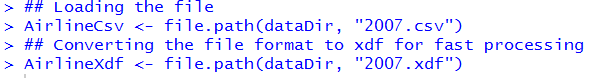 > ## Loading the file
> AirlineCsv <- file.path(dataDir, "2007.csv")
> ## Converting the file format to xdf for fast processing
> AirlineXdf <- file.path(dataDir, "2007.xdf")